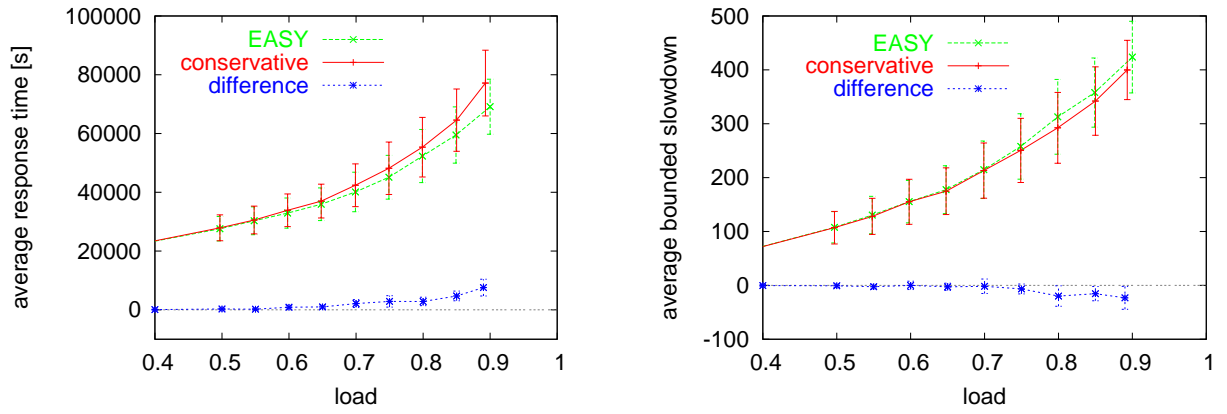 average response time [s]
100000
80000
60000
40000
20000
0
EASY
conservative
difference
0.4 0.5 0.6 0.7 0.8 0.9 1
load
average bounded slowdown
500
400
300
200
100
0
-100
EASY
conservative
difference
0.4 0.5 0.6 0.7 0.8 0.9 1
load